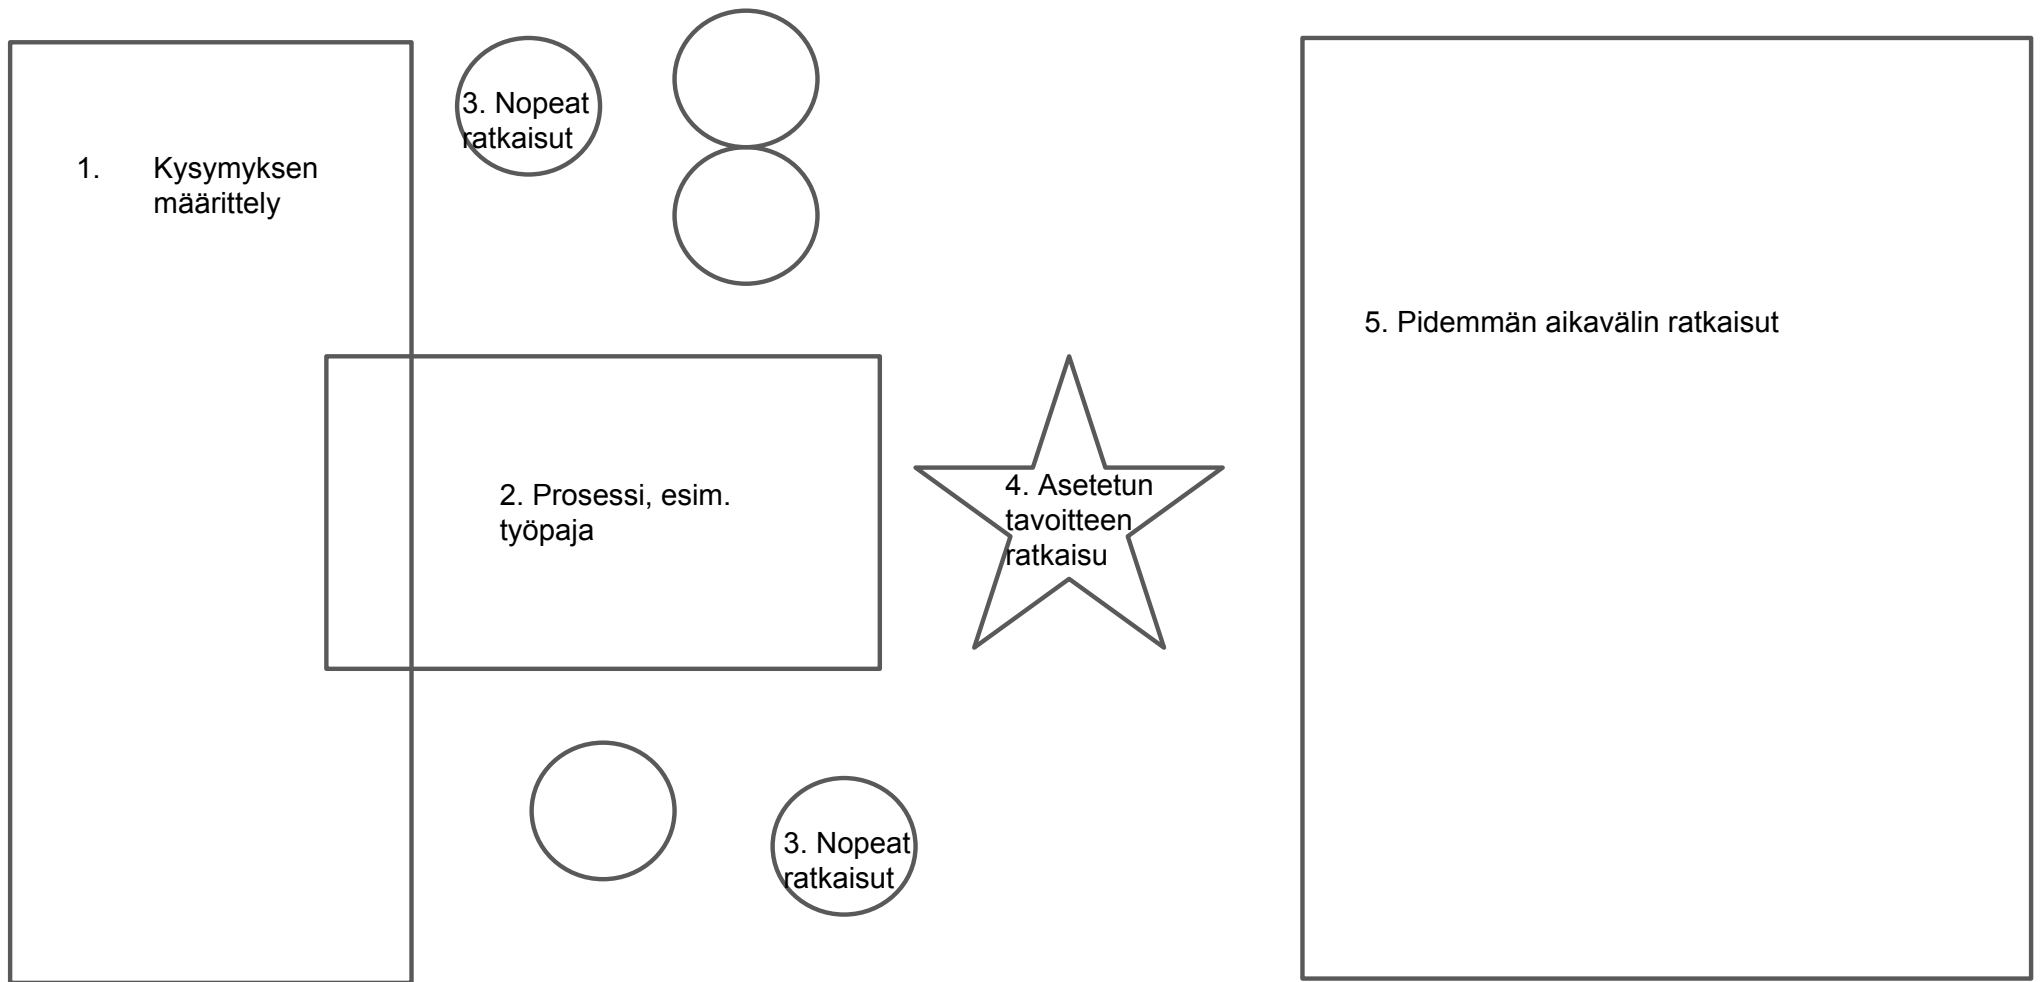 1. Kysymyksen
määrittely
3. Nopeat
ratkaisut
2. Prosessi, esim.
työpaja
3. Nopeat
ratkaisut
4. Asetetun
tavoitteen
ratkaisu
5. Pidemmän aikavälin ratkaisut